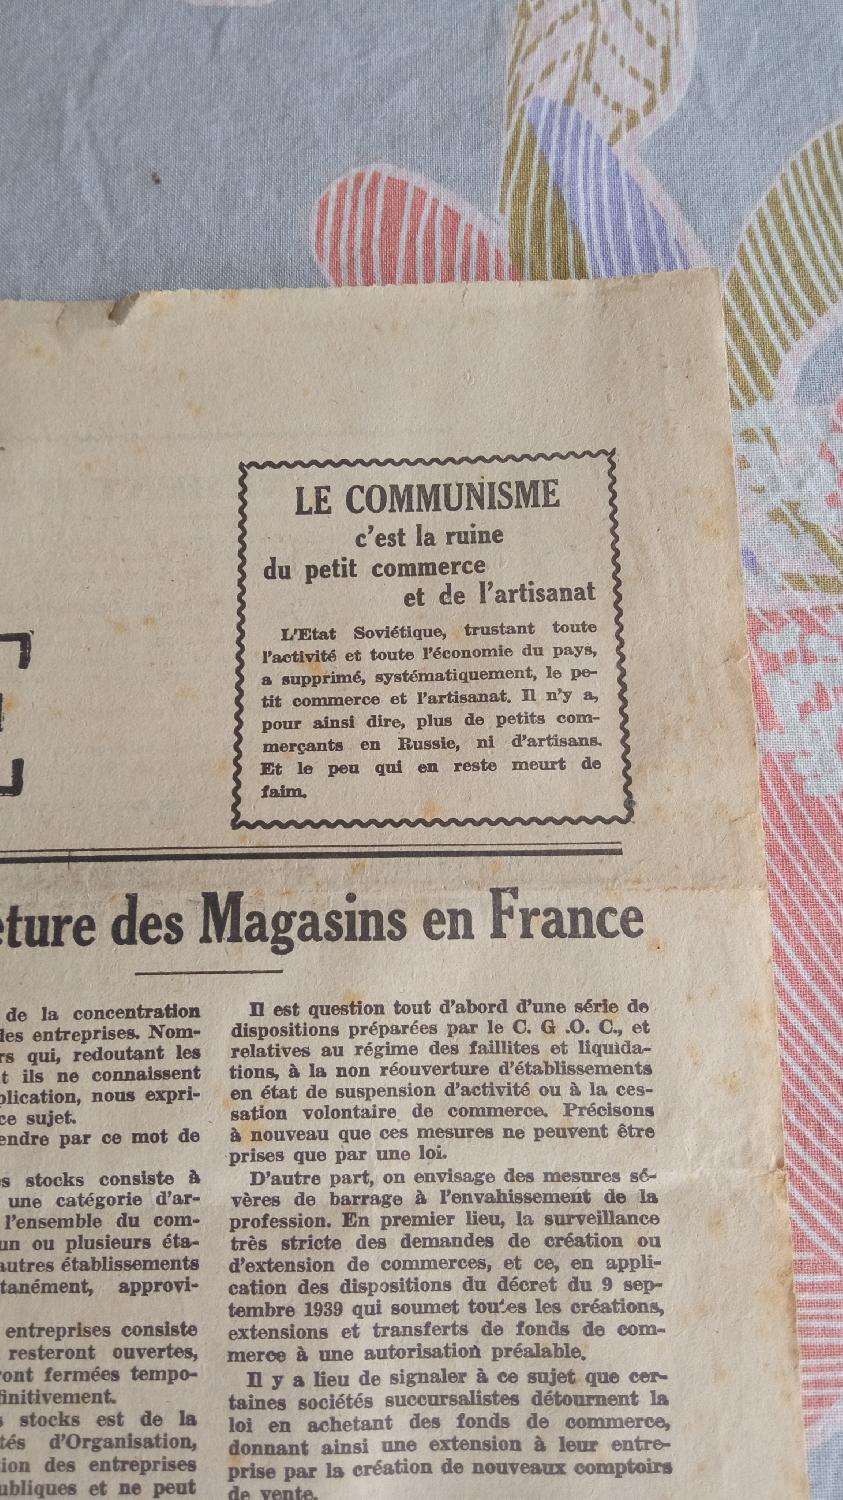 LE COMMUNISME
c'est la ruine
du petit commerce
et de l'artisanat
L'Etat Soviétique, trustant toute
l'activité et toute l'économie du pays,
a supprimé, systématiquement, le pe-
tit commerce et l'artisanat. Il n'y a,
pour ainsi dire, plus de petits com-
merçants en Russie, ni d'artisans.
Et le peu qui en reste meurt de
faim.
eture des Magasins en France
de la concentration
des entreprises. Nom-
rs qui, redoutant les
t ils ne connaissent
plication, nous expri-
ce sujet.
endre par ce mot de
s stocks consiste à
une catégorie d'ar-
l'ensemble du com-
un ou plusieurs éta-
autres établissements
tanément, approvi-
entreprises consiste
resteront ouvertes,
ront fermées tempo-
finitivement.
s stocks est de la
tés d'Organisation,
ion des entreprises
ubliques et ne peut
Il est question tout d'abord d'une série de
dispositions préparées par le C. G .O. C., et
relatives au régime des faillites et liquida-
tions, à la non réouverture d'établissements
en état de suspension d'activité ou à la ces-
sation volontaire de commerce. Précisons
à nouveau que ces mesures ne peuvent être
prises que par une loi.
D'autre part, on envisage des mesures sé-
vères de barrage à l'envahissement de la
profession. En premier lieu, la surveillance
très stricte des demandes de création ou
d'extension de commerces, et ce, en appli-
cation des dispositions du décret du 9 sep-
tembre 1939 qui soumet toutes les créations,
extensions et transferts de fonds de com-
merce à une autorisation préalable.
Il y a lieu de signaler à ce sujet que cer-
taines sociétés succursalistes détournent la
loi en achetant des fonds de commerce,
donnant ainsi une extension à leur entre-
prise par la création de nouveaux comptoirs
de vente.